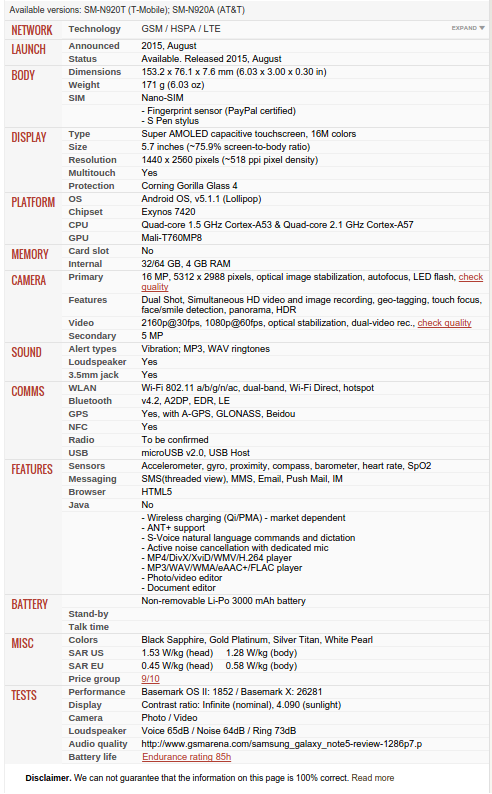 Available versions: SM-N920T (T-Mobile); SM-N920A (AT&T)
NETWORK Technology GSM / HSPA / LTE EXPAND ▼
LAUNCH Announced 2015, August
Status Available. Released 2015, August
BODY Dimensions 153.2 x 76.1 x 7.6 mm (6.03 x 3.00 x 0.30 in)
Weight 171 g (6.03 oz)
SIM Nano-SIM
- Fingerprint sensor (PayPal certified)
- S Pen stylus
DISPLAY Type Super AMOLED capacitive touchscreen, 16M colors
Size 5.7 inches (~75.9% screen-to-body ratio)
Resolution 1440 x 2560 pixels (~518 ppi pixel density)
Multitouch Yes
Protection Corning Gorilla Glass 4
PLATFORM OS Android OS, v5.1.1 (Lollipop)
Chipset Exynos 7420
CPU Quad-core 1.5 GHz Cortex-A53 & Quad-core 2.1 GHz Cortex-A57
GPU Mali-T760MP8
MEMORY Card slot No
Internal 32/64 GB, 4 GB RAM
CAMERA Primary 16 MP, 5312 x 2988 pixels, optical image stabilization, autofocus, LED flash, check
quality
Features Dual Shot, Simultaneous HD video and image recording, geo-tagging, touch focus,
face/smile detection, panorama, HDR
Video 2160p@30fps, 1080p@60fps, optical stabilization, dual-video rec., check quality
Secondary 5 MP
SOUND Alert types Vibration; MP3, WAV ringtones
Loudspeaker Yes
3.5mm jack Yes
COMMS WLAN Wi-Fi 802.11 a/b/g/n/ac, dual-band, Wi-Fi Direct, hotspot
Bluetooth v4.2, A2DP, EDR, LE
GPS Yes, with A-GPS, GLONASS, Beidou
NFC Yes
Radio To be confirmed
USB microUSB v2.0, USB Host
FEATURES Sensors Accelerometer, gyro, proximity, compass, barometer, heart rate, SpO2
Messaging SMS(threaded view), MMS, Email, Push Mail, IM
Browser HTML5
Java No
- Wireless charging (Qi/PMA) - market dependent
- ANT+ support
- S-Voice natural language commands and dictation
- Active noise cancellation with dedicated mic
- MP4/DivX/XviD/WMV/H.264 player
- MP3/WAV/WMA/eAAC+/FLAC player
- Photo/video editor
- Document editor
BATTERY Non-removable Li-Po 3000 mAh battery
Stand-by
Talk time
MISC Colors Black Sapphire, Gold Platinum, Silver Titan, White Pearl
SAR US 1.53 W/kg (head) 1.28 W/kg (body)
SAR EU 0.45 W/kg (head) 0.58 W/kg (body)
Price group 9/10
TESTS Performance Basemark OS II: 1852 / Basemark X: 26281
Display Contrast ratio: Infinite (nominal), 4.090 (sunlight)
Camera Photo / Video
Loudspeaker Voice 65dB / Noise 64dB / Ring 73dB
Audio quality http://www.gsmarena.com/samsung_galaxy_note5-review-1286p7.p
Battery life Endurance rating 85h
Disclaimer. We can not guarantee that the information on this page is 100% correct. Read more